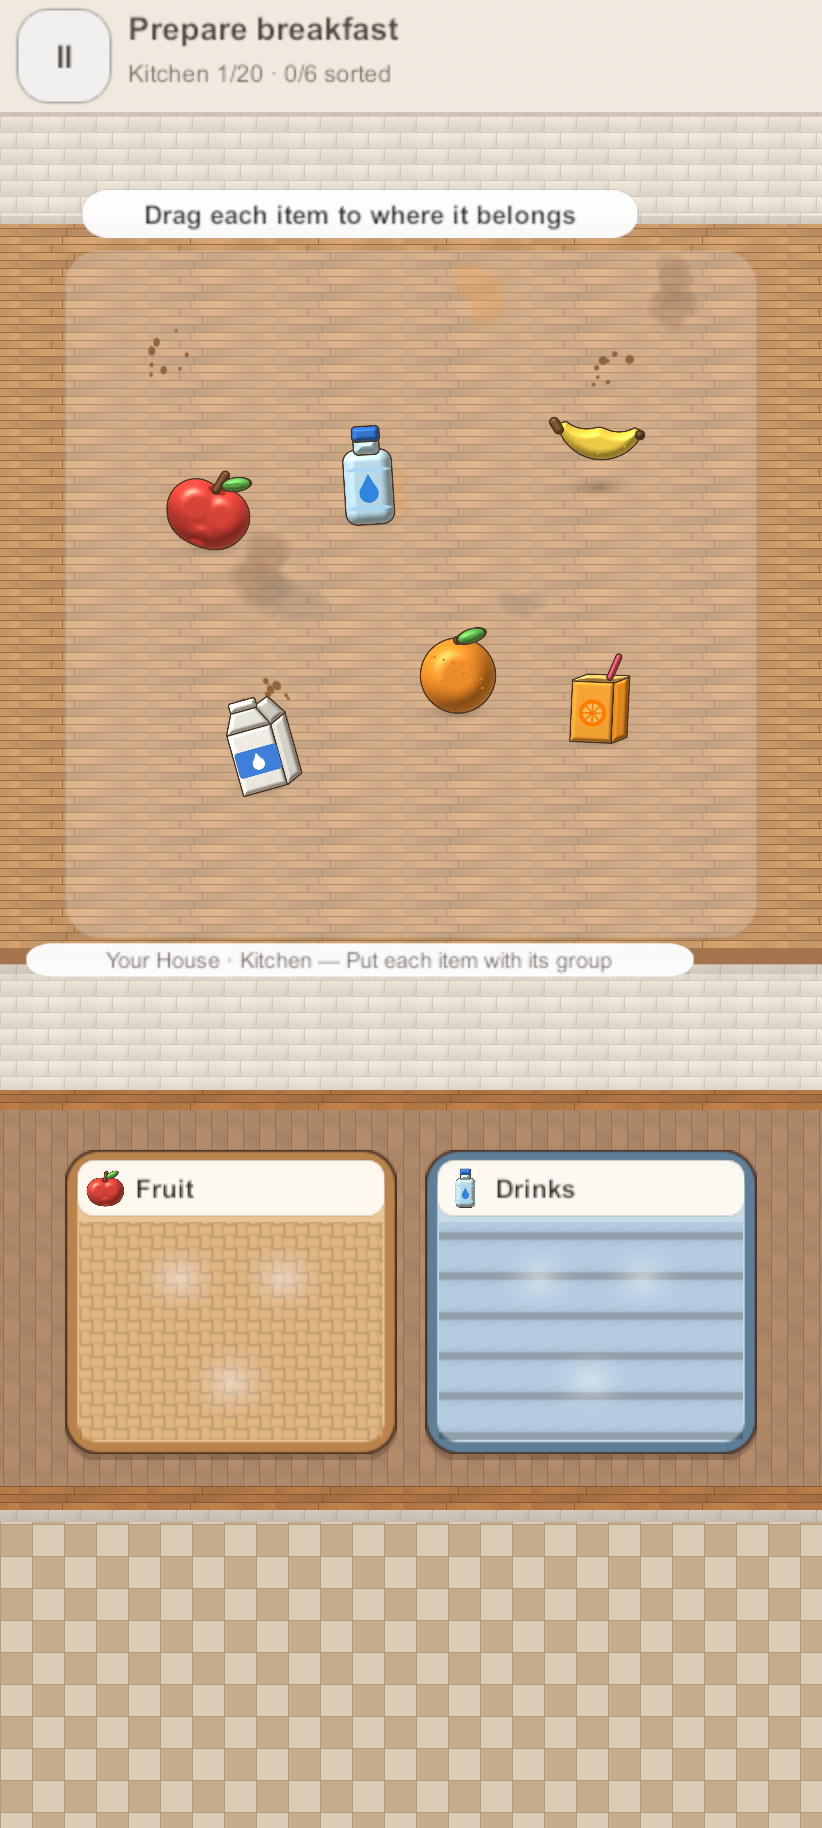 Prepare breakfast
Kitchen 1/20 · 0/6 sorted
Drag each item to where it belongs
Your House · Kitchen — Put each item with its group
Fruit
Drinks